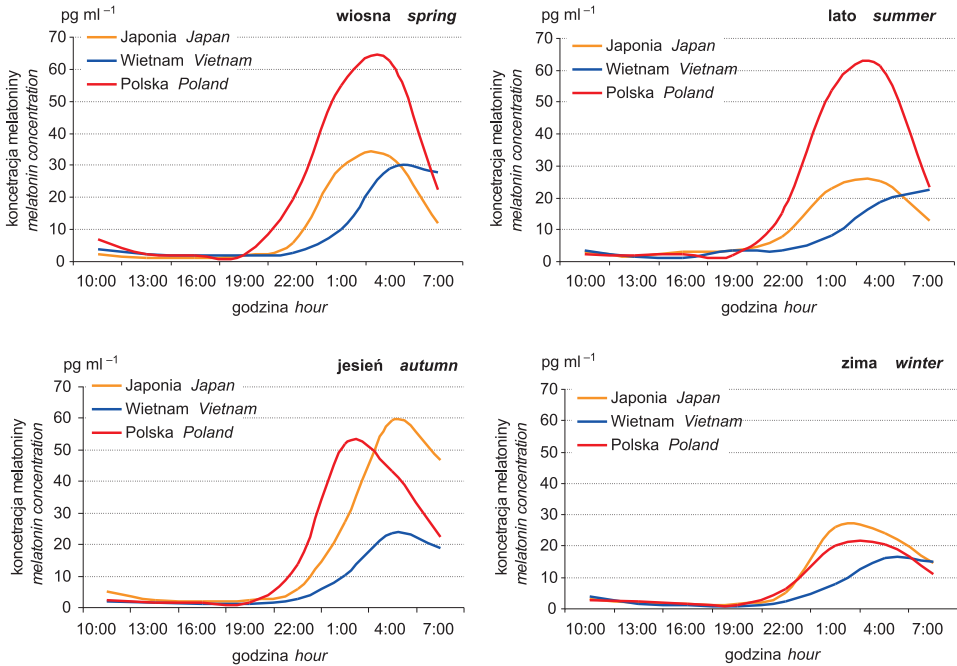 pg ml⁻¹
wiosna spring
70
60
50
40
30
20
10
0
Japonia Japan
Wietnam Vietnam
Polska Poland
koncetracja melatoniny
melatonin concentration
10:00 13:00 16:00 19:00 22:00 1:00 4:00 7:00
godzina hour
pg ml⁻¹
lato summer
70
60
50
40
30
20
10
0
Japonia Japan
Wietnam Vietnam
Polska Poland
koncetracja melatoniny
melatonin concentration
10:00 13:00 16:00 19:00 22:00 1:00 4:00 7:00
godzina hour
pg ml⁻¹
jesień autumn
70
60
50
40
30
20
10
0
Japonia Japan
Wietnam Vietnam
Polska Poland
koncetracja melatoniny
melatonin concentration
10:00 13:00 16:00 19:00 22:00 1:00 4:00 7:00
godzina hour
pg ml⁻¹
zima winter
70
60
50
40
30
20
10
0
Japonia Japan
Wietnam Vietnam
Polska Poland
koncetracja melatoniny
melatonin concentration
10:00 13:00 16:00 19:00 22:00 1:00 4:00 7:00
godzina hour